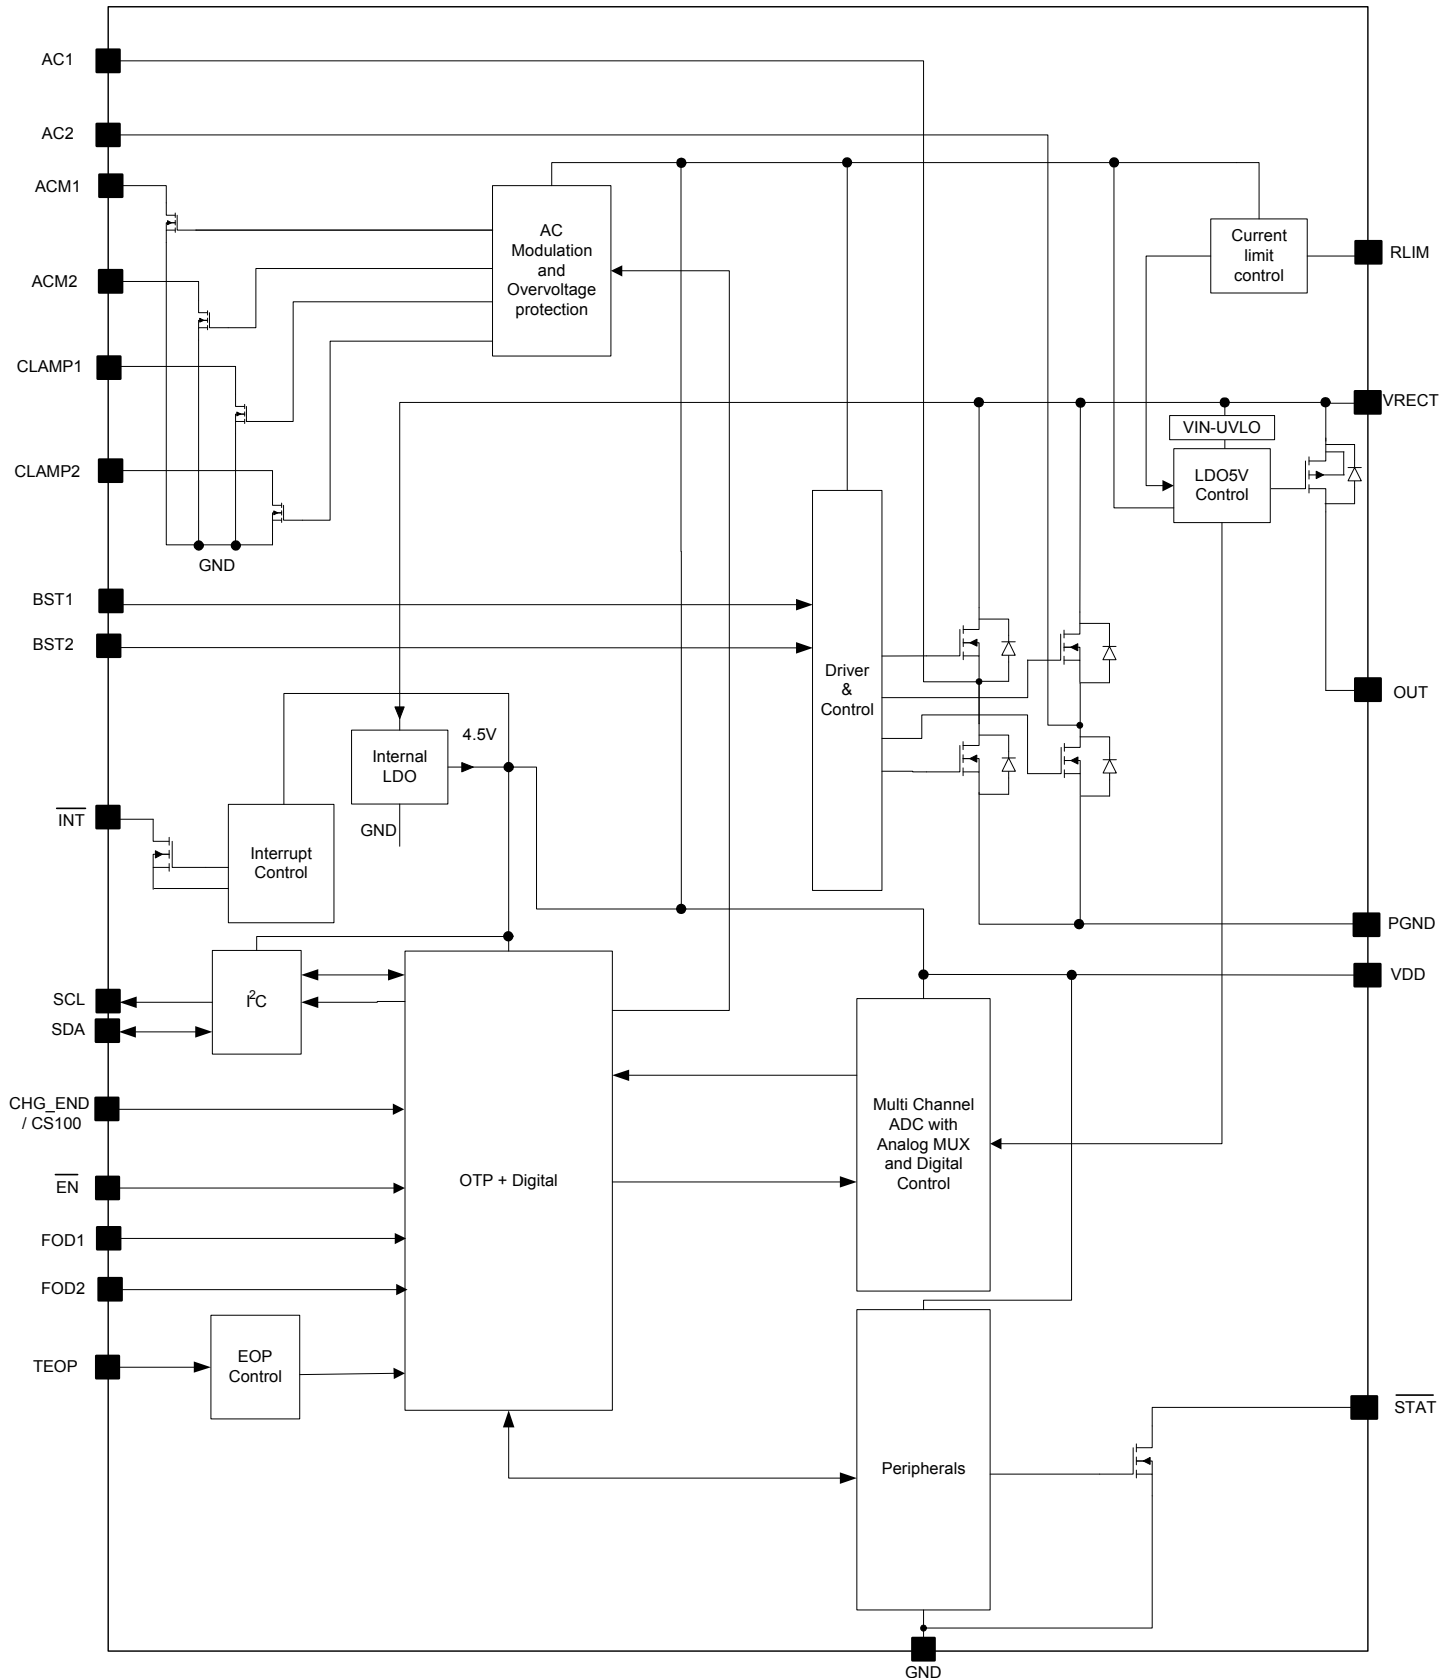 AC1
AC2
ACM1
ACM2
CLAMP1
CLAMP2
GND
BST1
BST2
INT
SCL
SDA
CHG_END
/ CS100
EN
FOD1
FOD2
TEOP
AC
Modulation
and
Overvoltage
protection
Current
limit
control
RLIM
VRECT
VIN-UVLO
LDO5V
Control
OUT
Driver
&
Control
4.5V
Internal
LDO
GND
Interrupt
Control
I²C
PGND
VDD
OTP + Digital
Multi Channel
ADC with
Analog MUX
and Digital
Control
EOP
Control
Peripherals
STAT
GND